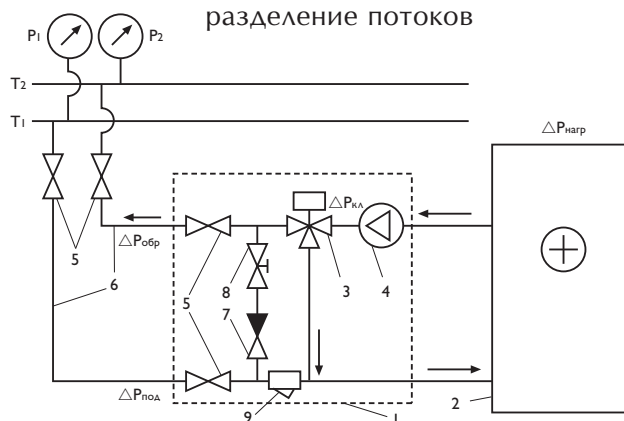 разделение потоков
P1 P2
T2
T1
△Pнагр
△Pкл
△Pобр
5
6
5
8
7
3
4
△Pпод
9
1
2